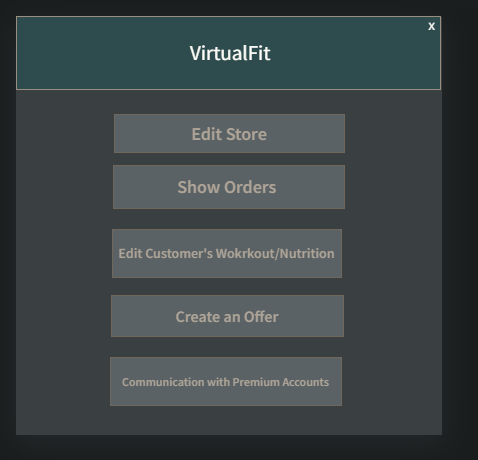 x
VirtualFit
Edit Store
Show Orders
Edit Customer's Wokrkout/Nutrition
Create an Offer
Communication with Premium Accounts